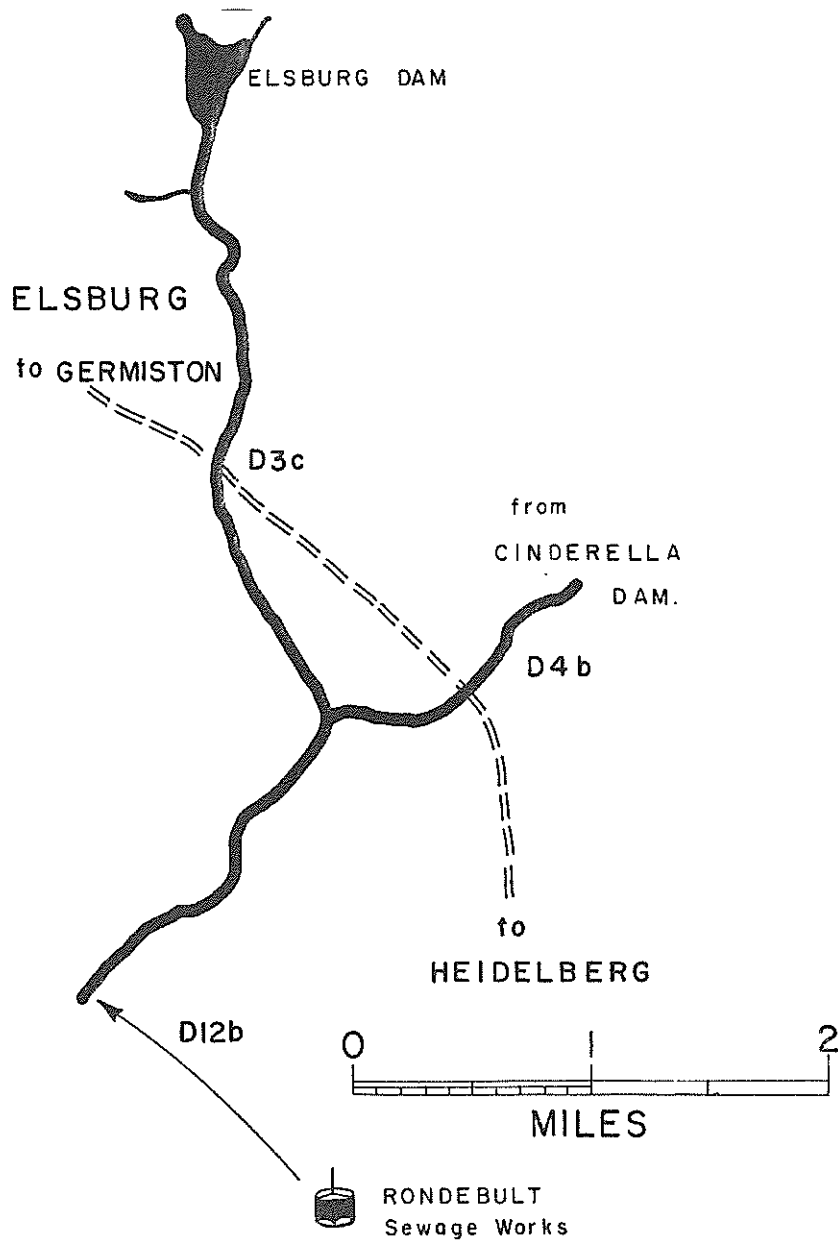 ELSBURG DAM
ELSBURG
to GERMISTON
D3c
from
CINDERELLA
DAM.
D4b
to
HEIDELBERG
D12b
0 1 2
MILES
RONDEBULT
Sewage Works